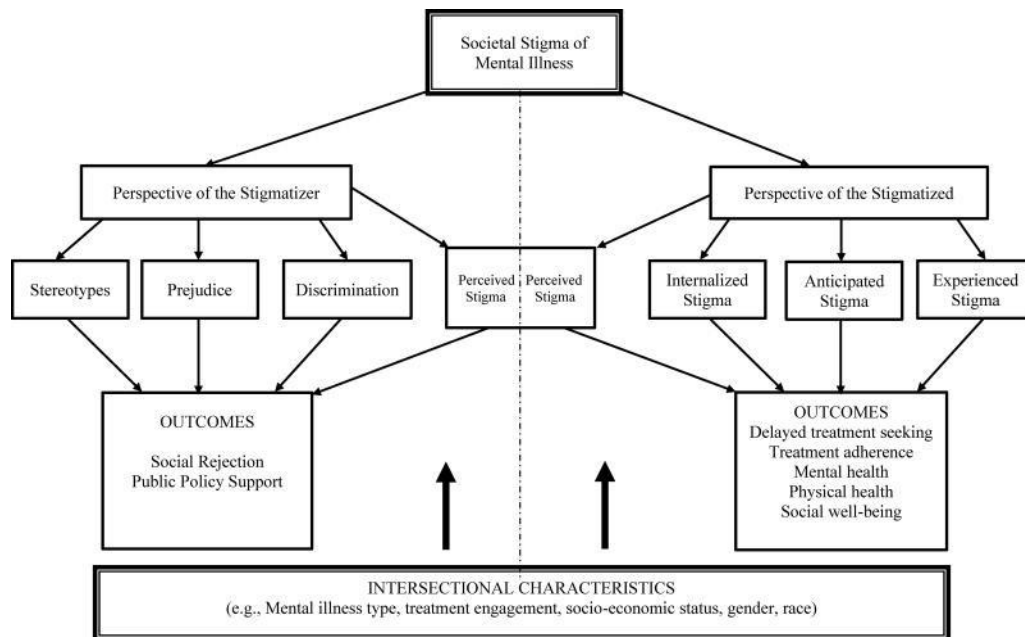 Societal Stigma of
Mental Illness
Perspective of the Stigmatizer
Perspective of the Stigmatized
Stereotypes
Prejudice
Discrimination
Perceived
Stigma
Perceived
Stigma
Internalized
Stigma
Anticipated
Stigma
Experienced
Stigma
OUTCOMES
Social Rejection
Public Policy Support
OUTCOMES
Delayed treatment seeking
Treatment adherence
Mental health
Physical health
Social well-being
INTERSECTIONAL CHARACTERISTICS
(e.g., Mental illness type, treatment engagement, socio-economic status, gender, race)